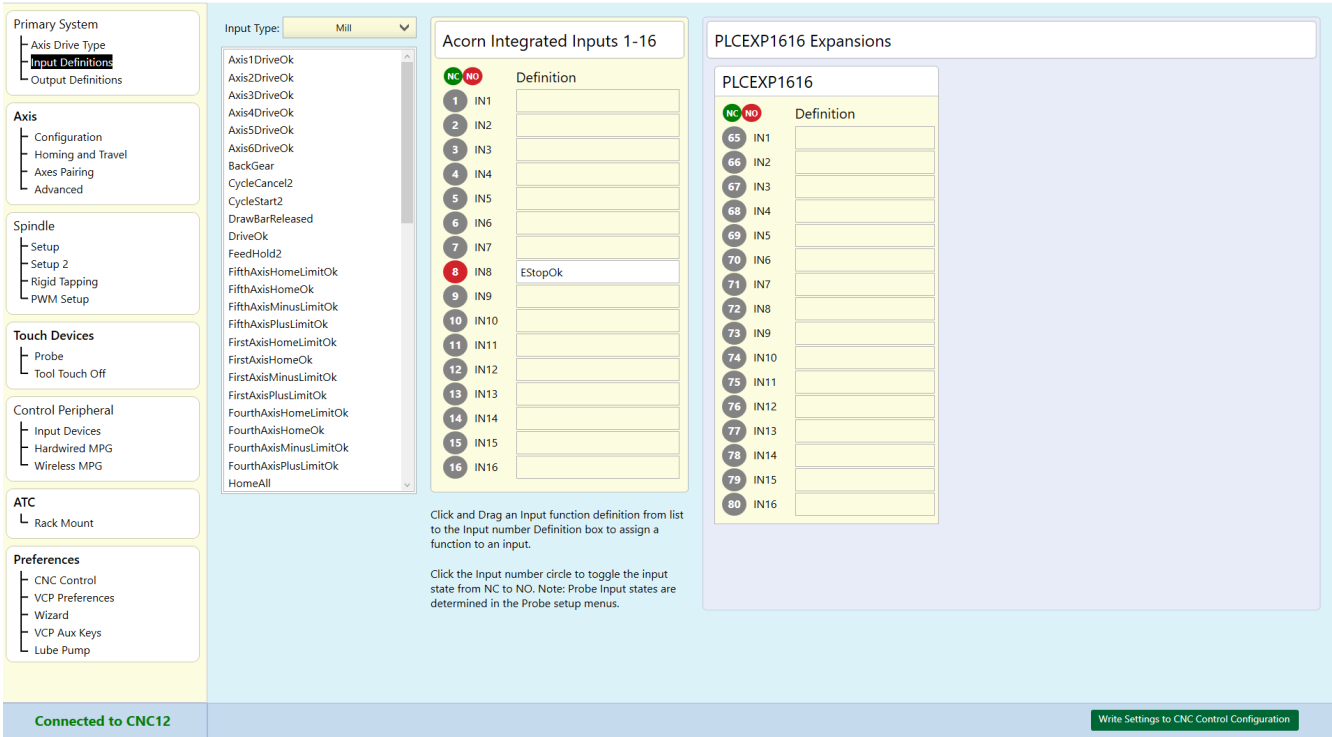 Primary System
Axis Drive Type
Input Definitions
Output Definitions
Axis
Configuration
Homing and Travel
Axes Pairing
Advanced
Spindle
Setup
Setup 2
Rigid Tapping
PWM Setup
Touch Devices
Probe
Tool Touch Off
Control Peripheral
Input Devices
Hardwired MPG
Wireless MPG
ATC
Rack Mount
Preferences
CNC Control
VCP Preferences
Wizard
VCP Aux Keys
Lube Pump
Input Type: Mill
Axis1DriveOk
Axis2DriveOk
Axis3DriveOk
Axis4DriveOk
Axis5DriveOk
Axis6DriveOk
BackGear
CycleCancel2
CycleStart2
DrawBarReleased
DriveOk
FeedHold2
FifthAxisHomeLimitOk
FifthAxisHomeOk
FifthAxisMinusLimitOk
FifthAxisPlusLimitOk
FirstAxisHomeLimitOk
FirstAxisHomeOk
FirstAxisMinusLimitOk
FirstAxisPlusLimitOk
FourthAxisHomeLimitOk
FourthAxisHomeOk
FourthAxisMinusLimitOk
FourthAxisPlusLimitOk
HomeAll
Acorn Integrated Inputs 1-16
NC NO Definition
1 IN1
2 IN2
3 IN3
4 IN4
5 IN5
6 IN6
7 IN7
8 IN8 EStopOk
9 IN9
10 IN10
11 IN11
12 IN12
13 IN13
14 IN14
15 IN15
16 IN16
Click and Drag an Input function definition from list
to the Input number Definition box to assign a
function to an input.
Click the Input number circle to toggle the input
state from NC to NO. Note: Probe Input states are
determined in the Probe setup menus.
PLCEXP1616 Expansions
PLCEXP1616
NC NO Definition
65 IN1
66 IN2
67 IN3
68 IN4
69 IN5
70 IN6
71 IN7
72 IN8
73 IN9
74 IN10
75 IN11
76 IN12
77 IN13
78 IN14
79 IN15
80 IN16
Connected to CNC12
Write Settings to CNC Control Configuration